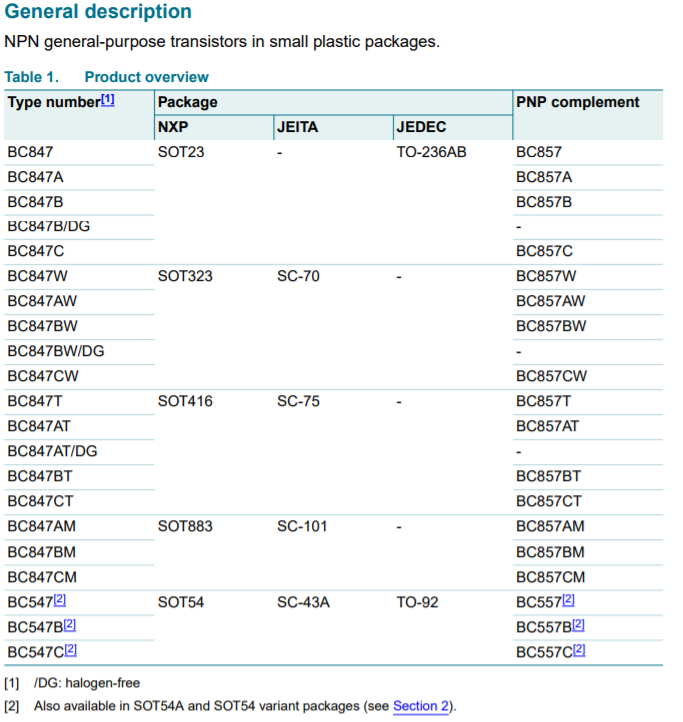 General description
NPN general-purpose transistors in small plastic packages.
Table 1. Product overview
Type number[1] Package PNP complement
NXP JEITA JEDEC
BC847 SOT23 - TO-236AB BC857
BC847A BC857A
BC847B BC857B
BC847B/DG -
BC847C BC857C
BC847W SOT323 SC-70 - BC857W
BC847AW BC857AW
BC847BW BC857BW
BC847BW/DG -
BC847CW BC857CW
BC847T SOT416 SC-75 - BC857T
BC847AT BC857AT
BC847AT/DG -
BC847BT BC857BT
BC847CT BC857CT
BC847AM SOT883 SC-101 - BC857AM
BC847BM BC857BM
BC847CM BC857CM
BC547[2] SOT54 SC-43A TO-92 BC557[2]
BC547B[2] BC557B[2]
BC547C[2] BC557C[2]
[1] /DG: halogen-free
[2] Also available in SOT54A and SOT54 variant packages (see Section 2).